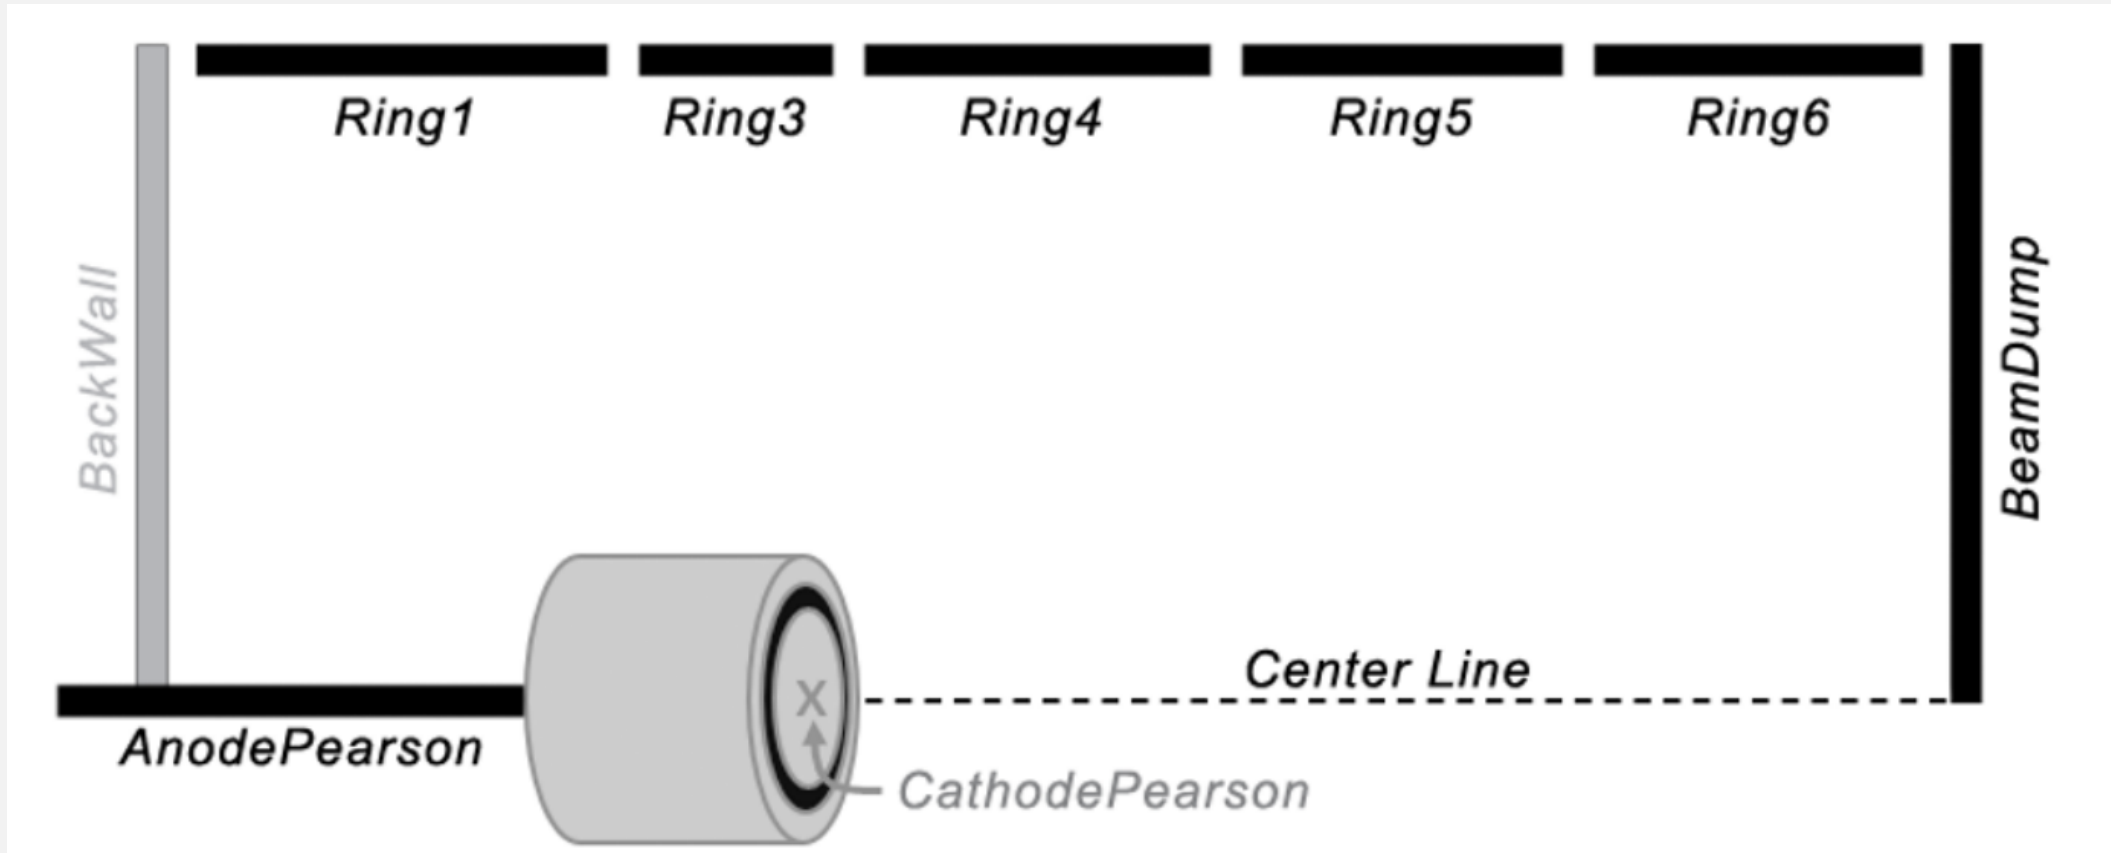 Ring1
Ring3
Ring4
Ring5
Ring6
BackWall
BeamDump
Center Line
X
AnodePearson
CathodePearson